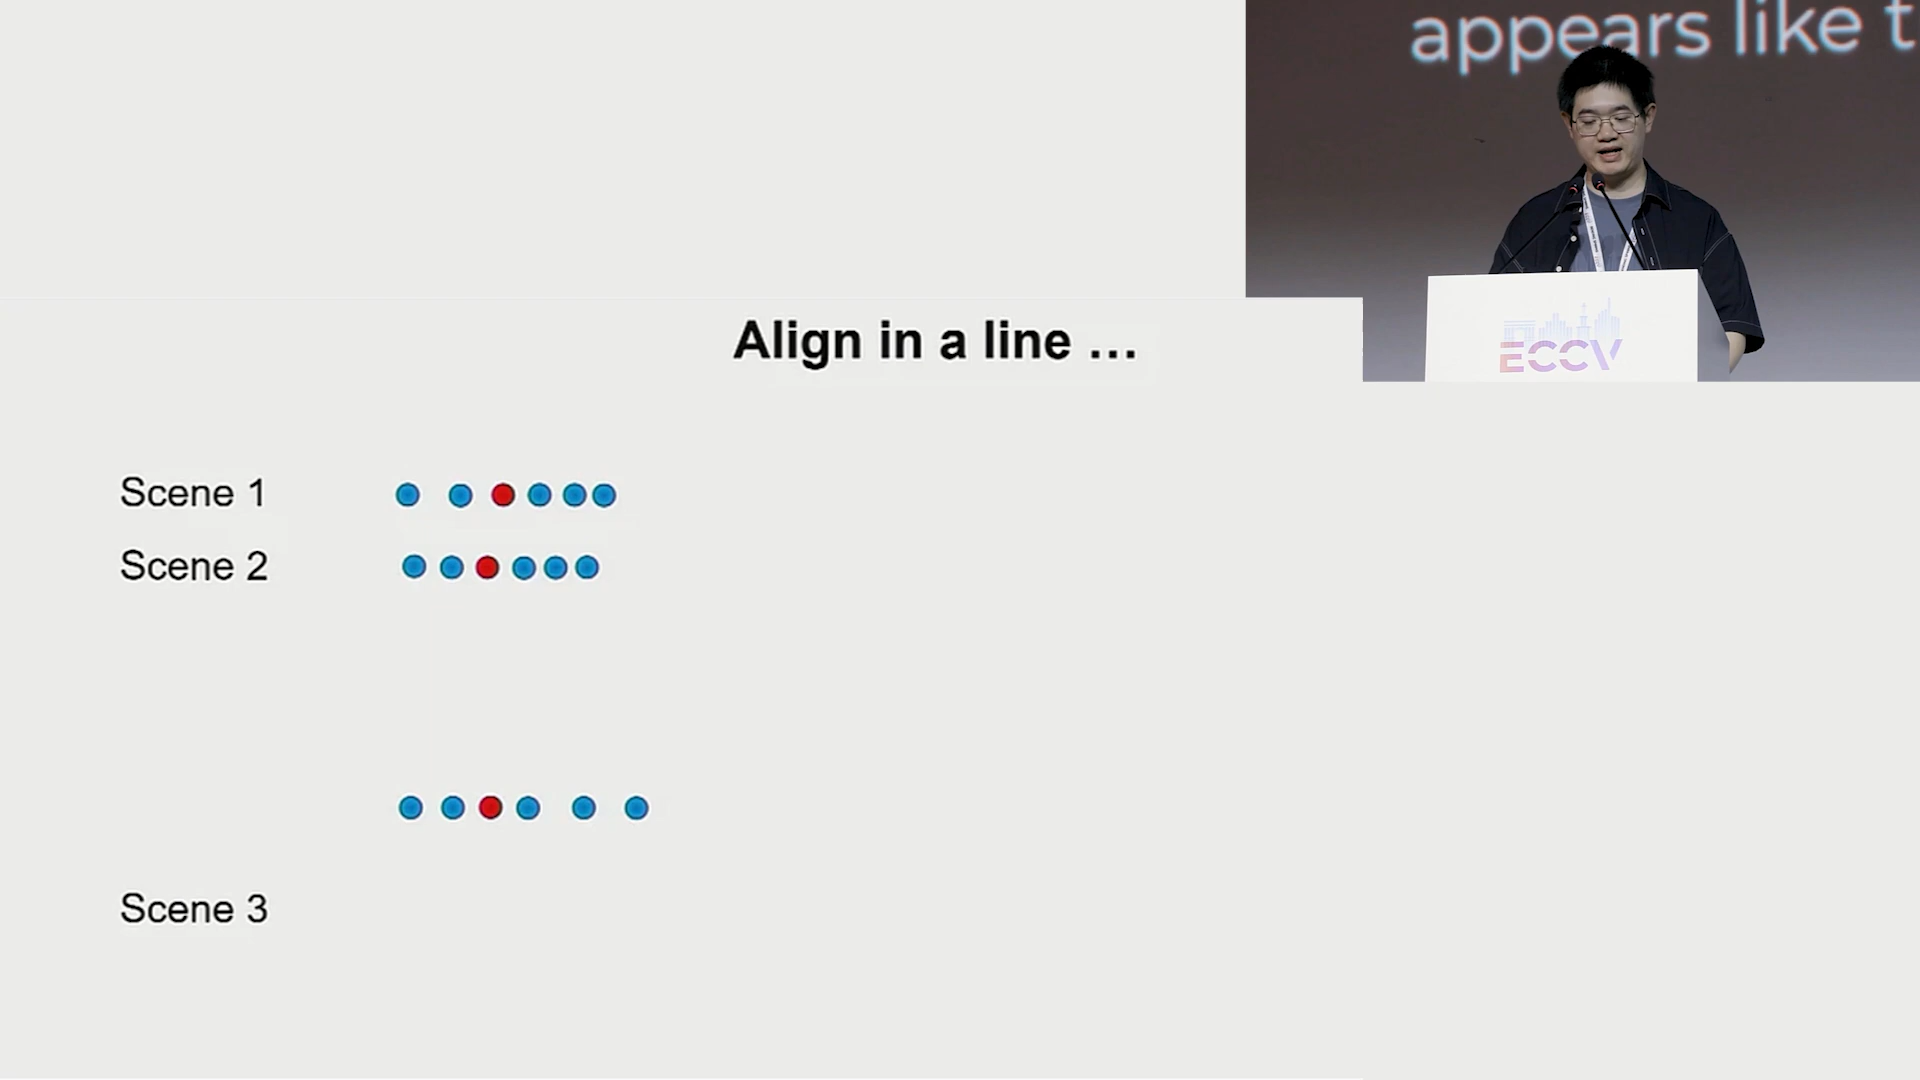 appears like t
Align in a line ...
ECCV
Scene 1
Scene 2
Scene 3